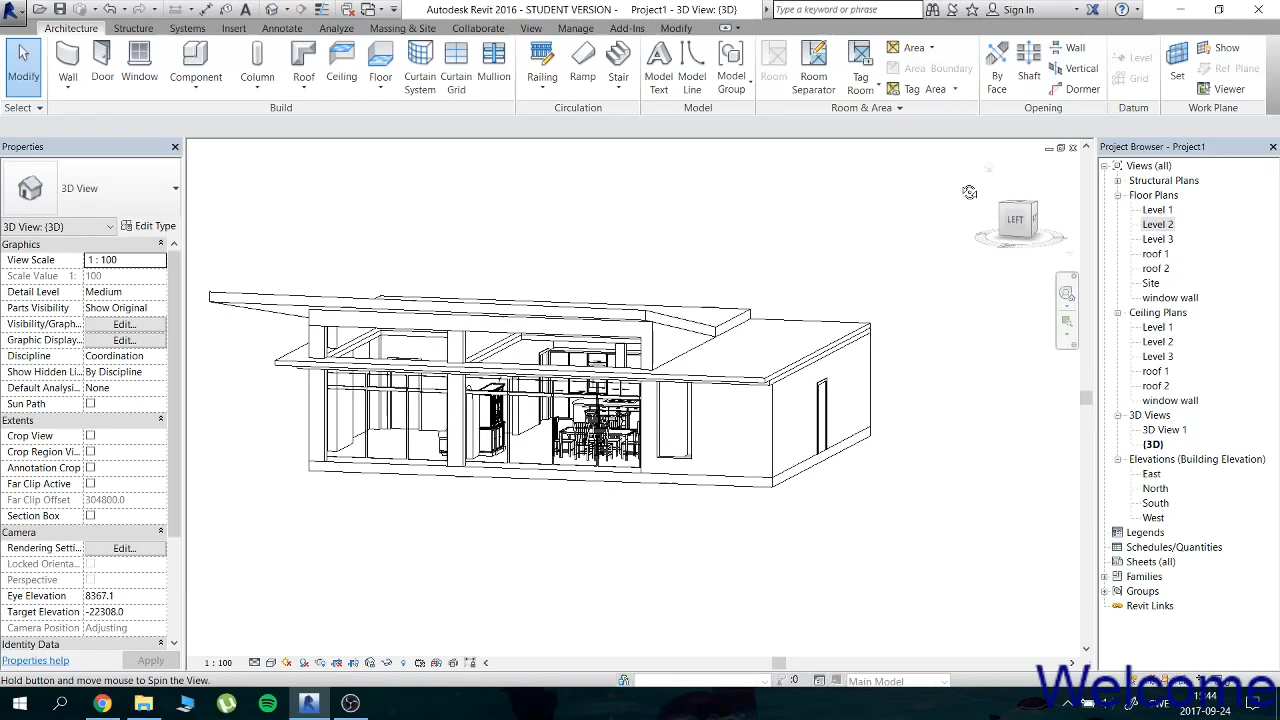 Autodesk Revit 2016 - STUDENT VERSION - Project1 - 3D View: {3D}
Type a keyword or phrase
Sign In
Architecture Structure Systems Insert Annotate Analyze Massing & Site Collaborate View Manage Add-Ins Modify
Modify Wall Door Window Component Column Roof Ceiling Floor Curtain System Curtain Grid Mullion Railing Ramp Stair Model Text Model Line Model Group Room Room Separator Tag Room Area Area Boundary Tag Area By Face Shaft Wall Vertical Dormer Level Grid Set Show Ref Plane Viewer
Select Build Circulation Model Room & Area Opening Datum Work Plane
Properties
3D View
3D View: {3D} Edit Type
Graphics
View Scale 1 : 100
Scale Value 1: 100
Detail Level Medium
Parts Visibility Show Original
Visibility/Graph... Edit...
Graphic Display... Edit...
Discipline Coordination
Show Hidden Li... By Discipline
Default Analysi... None
Sun Path
Extents
Crop View
Crop Region Vi...
Annotation Crop
Far Clip Active
Far Clip Offset 304800.0
Section Box
Camera
Rendering Setti... Edit...
Locked Orienta...
Perspective
Eye Elevation 8367.1
Target Elevation -22308.0
Camera Position Adjusting
Identity Data
Properties help Apply
LEFT
Project Browser - Project1
Views (all)
Structural Plans
Floor Plans
Level 1
Level 2
Level 3
roof 1
roof 2
Site
window wall
Ceiling Plans
Level 1
Level 2
Level 3
roof 1
roof 2
window wall
3D Views
3D View 1
{3D}
Elevations (Building Elevation)
East
North
South
West
Legends
Schedules/Quantities
Sheets (all)
Families
Groups
Revit Links
1 : 100
Hold button and move mouse to Spin the View.
:0
Main Model
Welcome
SWE
15:44
2017-09-24